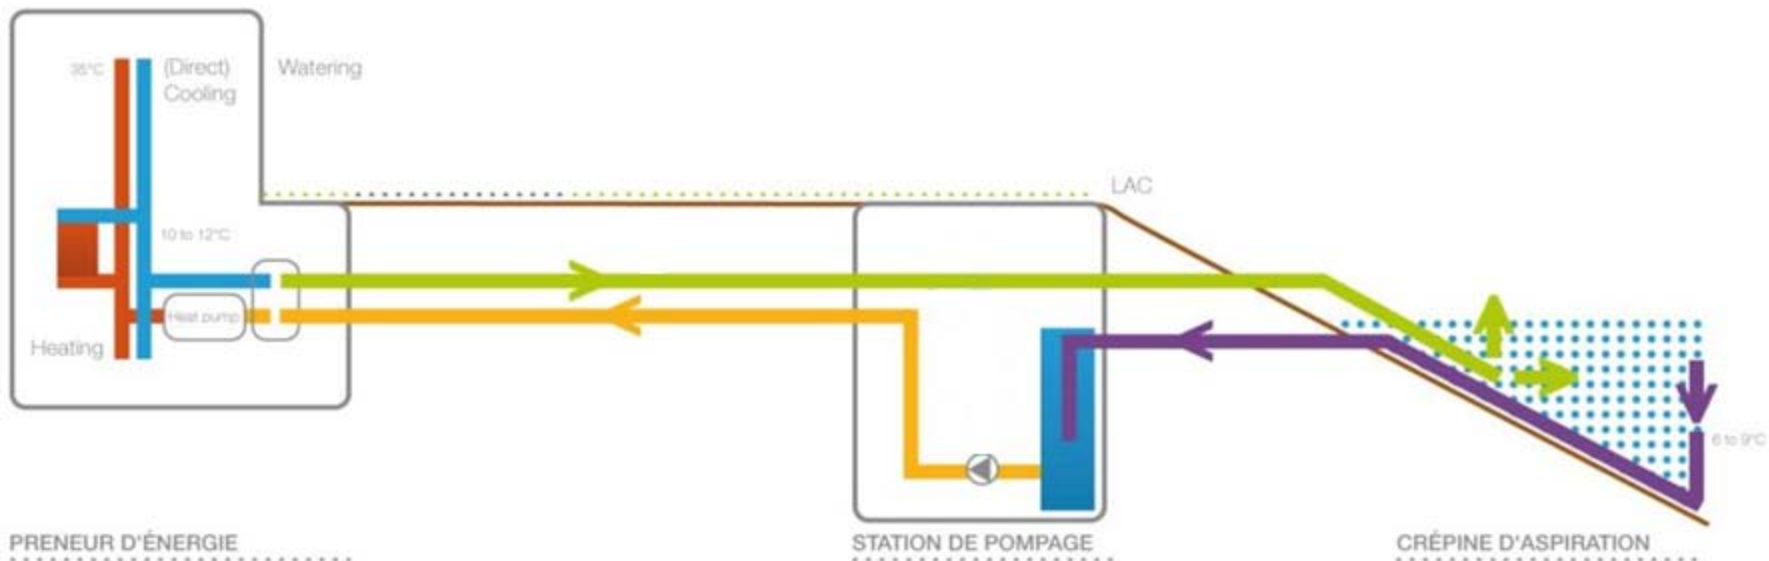 35°C
(Direct)
Cooling
Watering
LAC
10 to 12°C
Heat pump
Heating
6 to 9°C
PRENEUR D'ÉNERGIE
STATION DE POMPAGE
CRÉPINE D'ASPIRATION